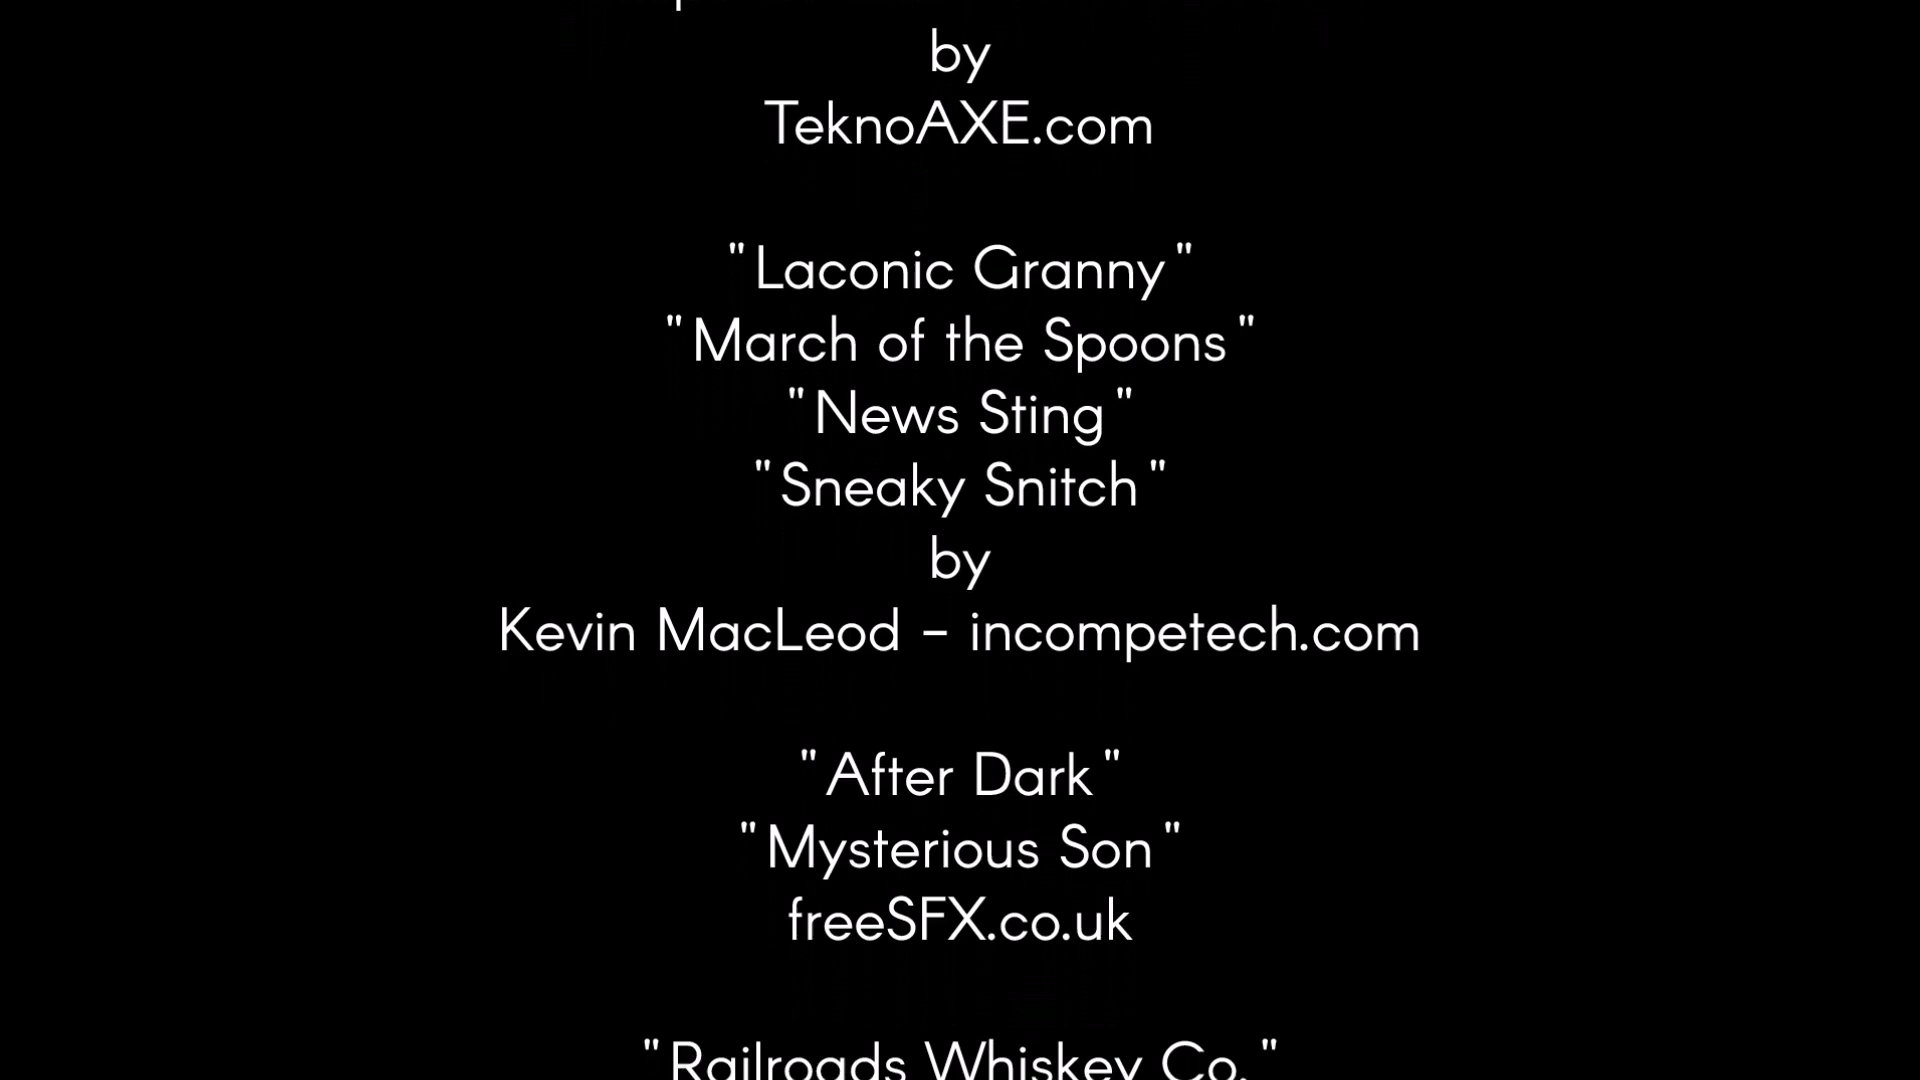 by
TeknoAXE.com
"Laconic Granny"
"March of the Spoons"
"News Sting"
"Sneaky Snitch"
by
Kevin MacLeod - incompetech.com
"After Dark"
"Mysterious Son"
freeSFX.co.uk
"Railroads Whiskey Co."